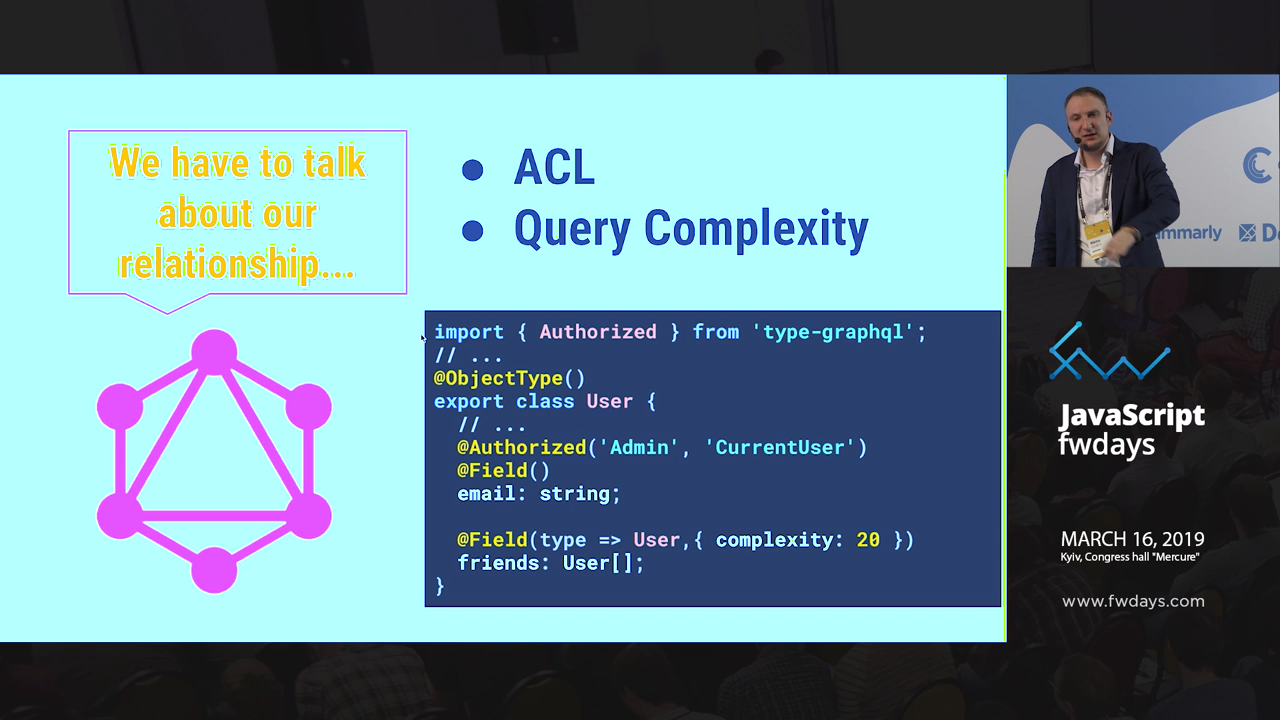 We have to talk
about our
relationship...
● ACL
● Query Complexity
import { Authorized } from 'type-graphql';
// ...
@ObjectType()
export class User {
  // ...
  @Authorized('Admin', 'CurrentUser')
  @Field()
  email: string;
  @Field(type => User,{ complexity: 20 })
  friends: User[];
}
JavaScript
fwdays
MARCH 16, 2019
Kyiv, Congress hall "Mercure"
www.fwdays.com